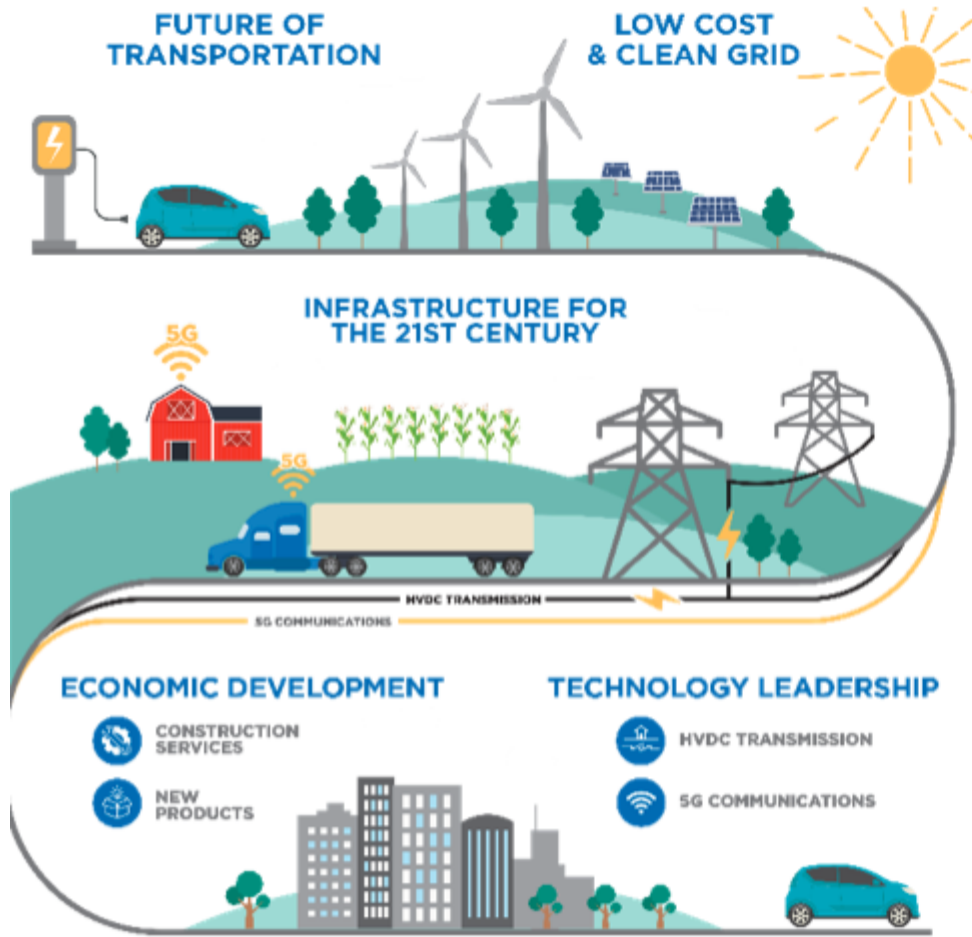 FUTURE OF
TRANSPORTATION
LOW COST
& CLEAN GRID
INFRASTRUCTURE FOR
THE 21ST CENTURY
5G
5G
HVDC TRANSMISSION
5G COMMUNICATIONS
ECONOMIC DEVELOPMENT
CONSTRUCTION
SERVICES
NEW
PRODUCTS
TECHNOLOGY LEADERSHIP
HVDC TRANSMISSION
5G COMMUNICATIONS